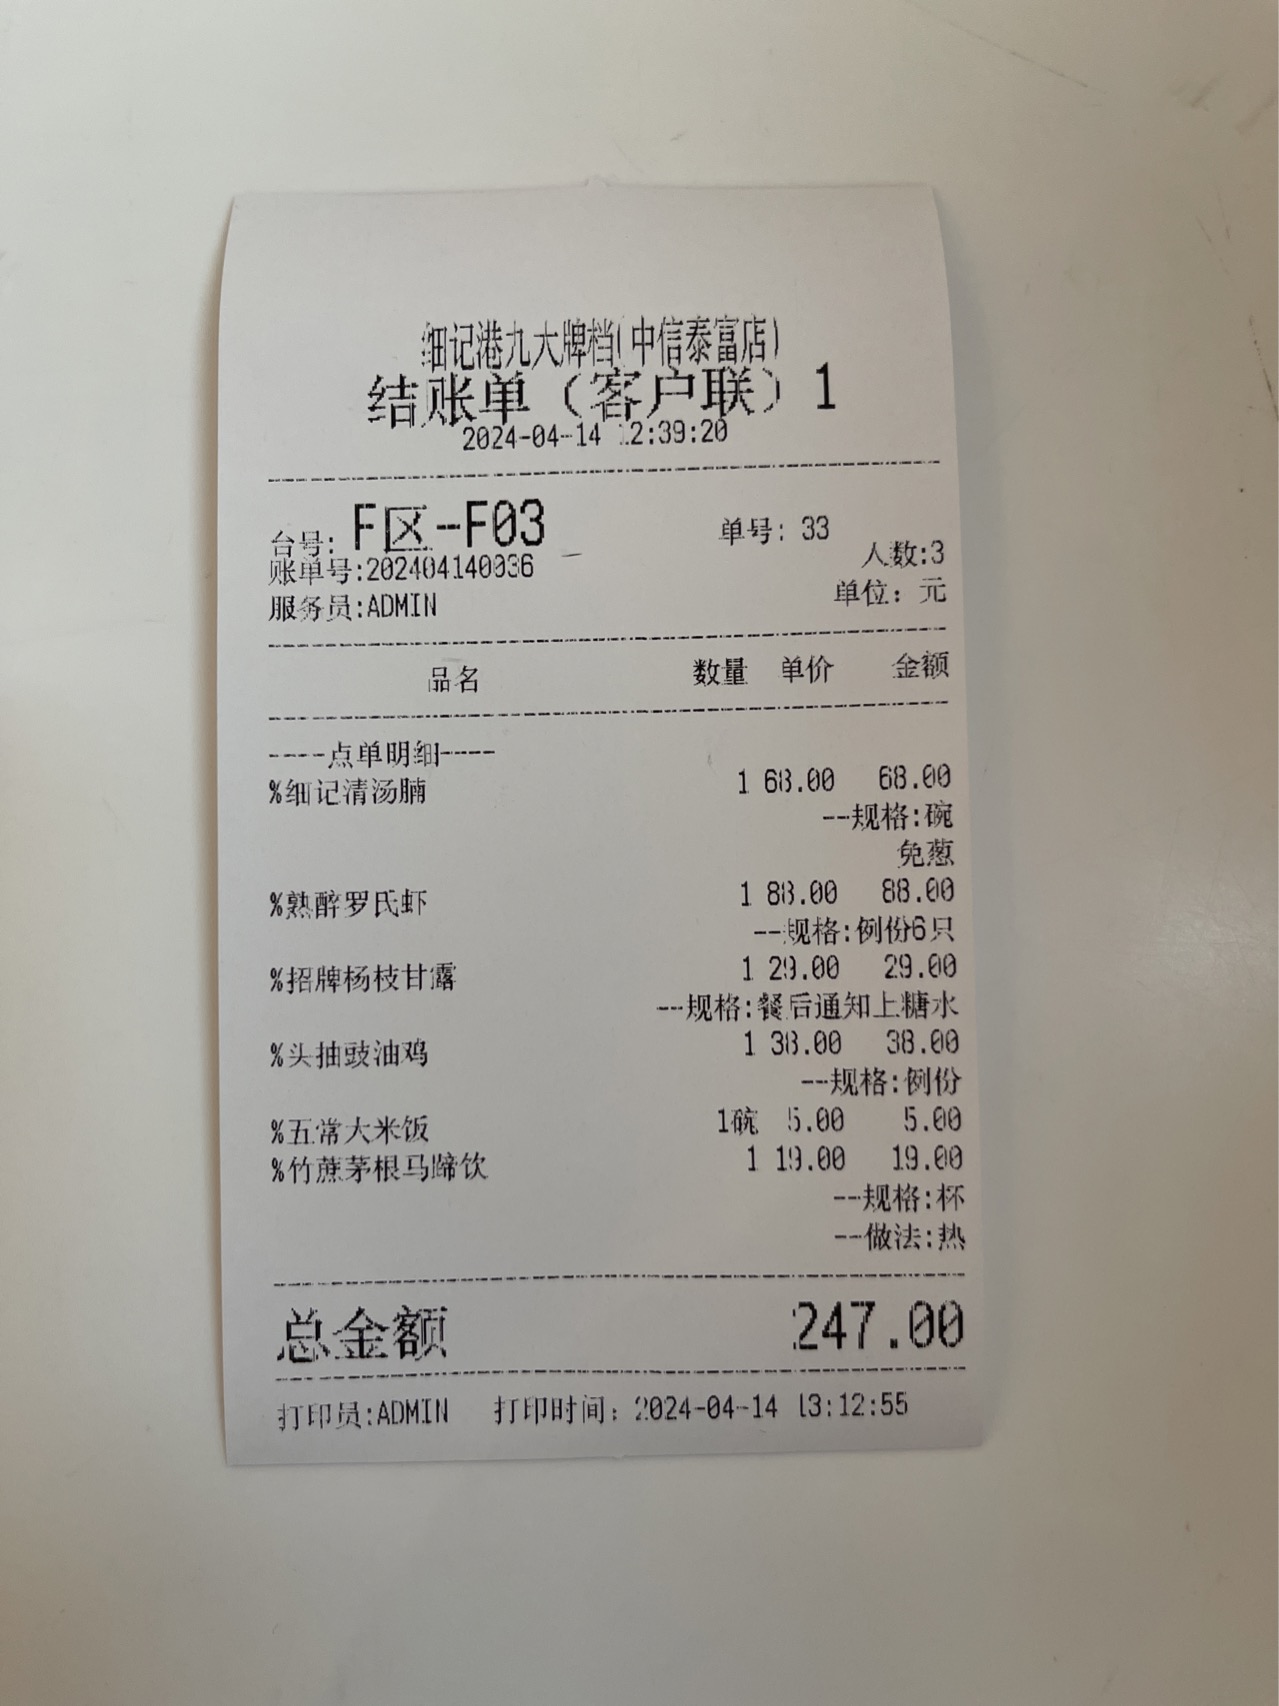 细记港九大牌档(中信泰富店)
结账单（客户联）1
2024-04-14 12:39:20
台号: F区-F03 单号: 33
账单号:202404140036 人数:3
服务员:ADMIN 单位: 元
品名 数量 单价 金额
----点单明细----
%细记清汤腩 1 68.00 68.00
--规格:碗
免葱
%熟醉罗氏虾 1 88.00 88.00
--规格:例份6只
%招牌杨枝甘露 1 29.00 29.00
--规格:餐后通知上糖水
%头抽豉油鸡 1 38.00 38.00
--规格:例份
%五常大米饭 1碗 5.00 5.00
%竹蔗茅根马蹄饮 1 19.00 19.00
--规格:杯
--做法:热
总金额 247.00
打印员:ADMIN 打印时间: 2024-04-14 13:12:55